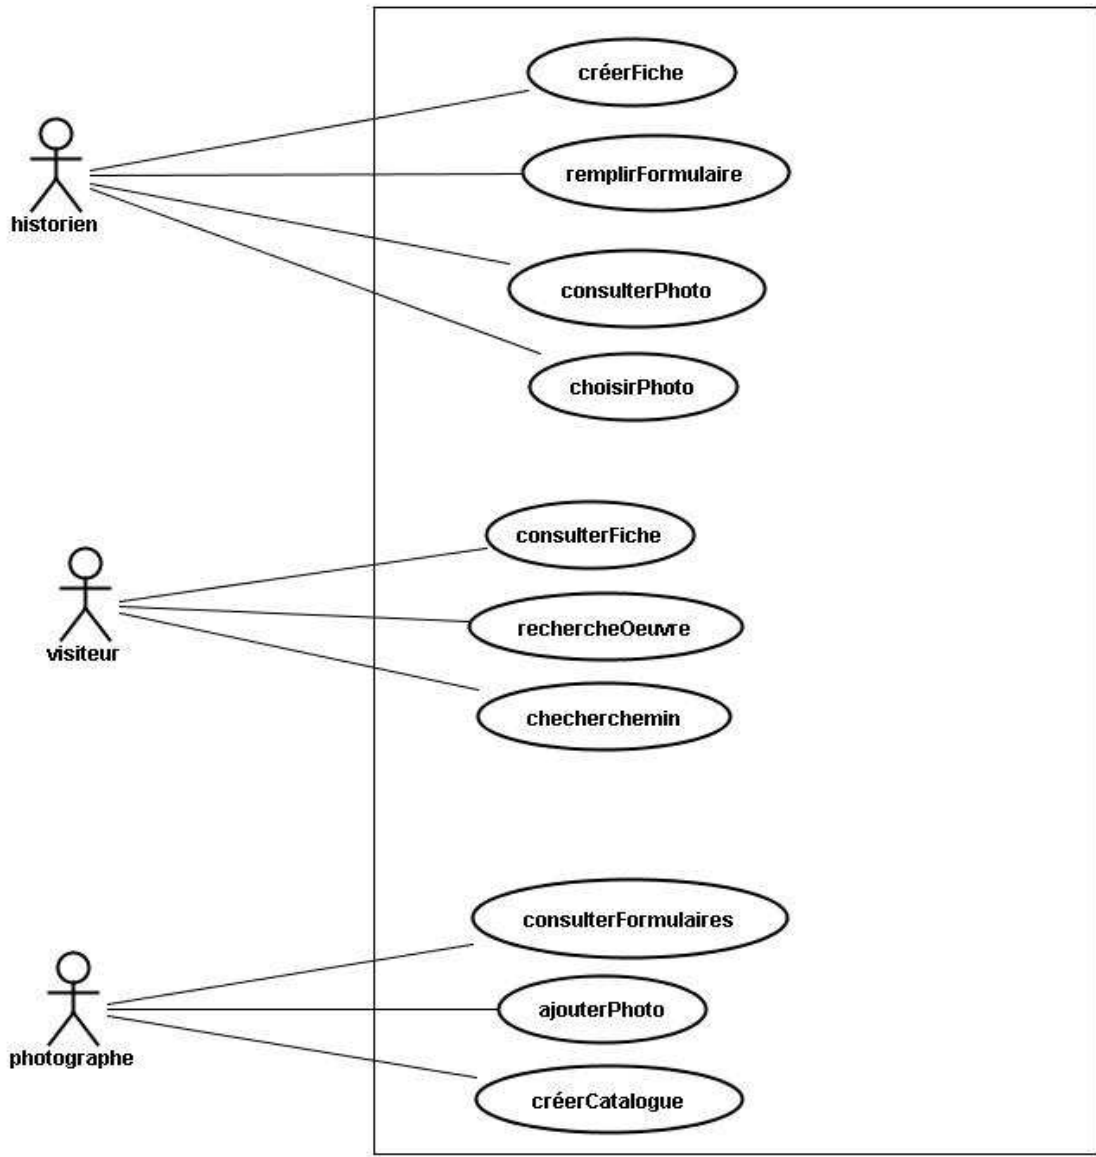 créerFiche
remplirFormulaire
historien
consulterPhoto
choisirPhoto
consulterFiche
rechercheOeuvre
visiteur
checherchemin
consulterFormulaires
ajouterPhoto
photographe
créerCatalogue